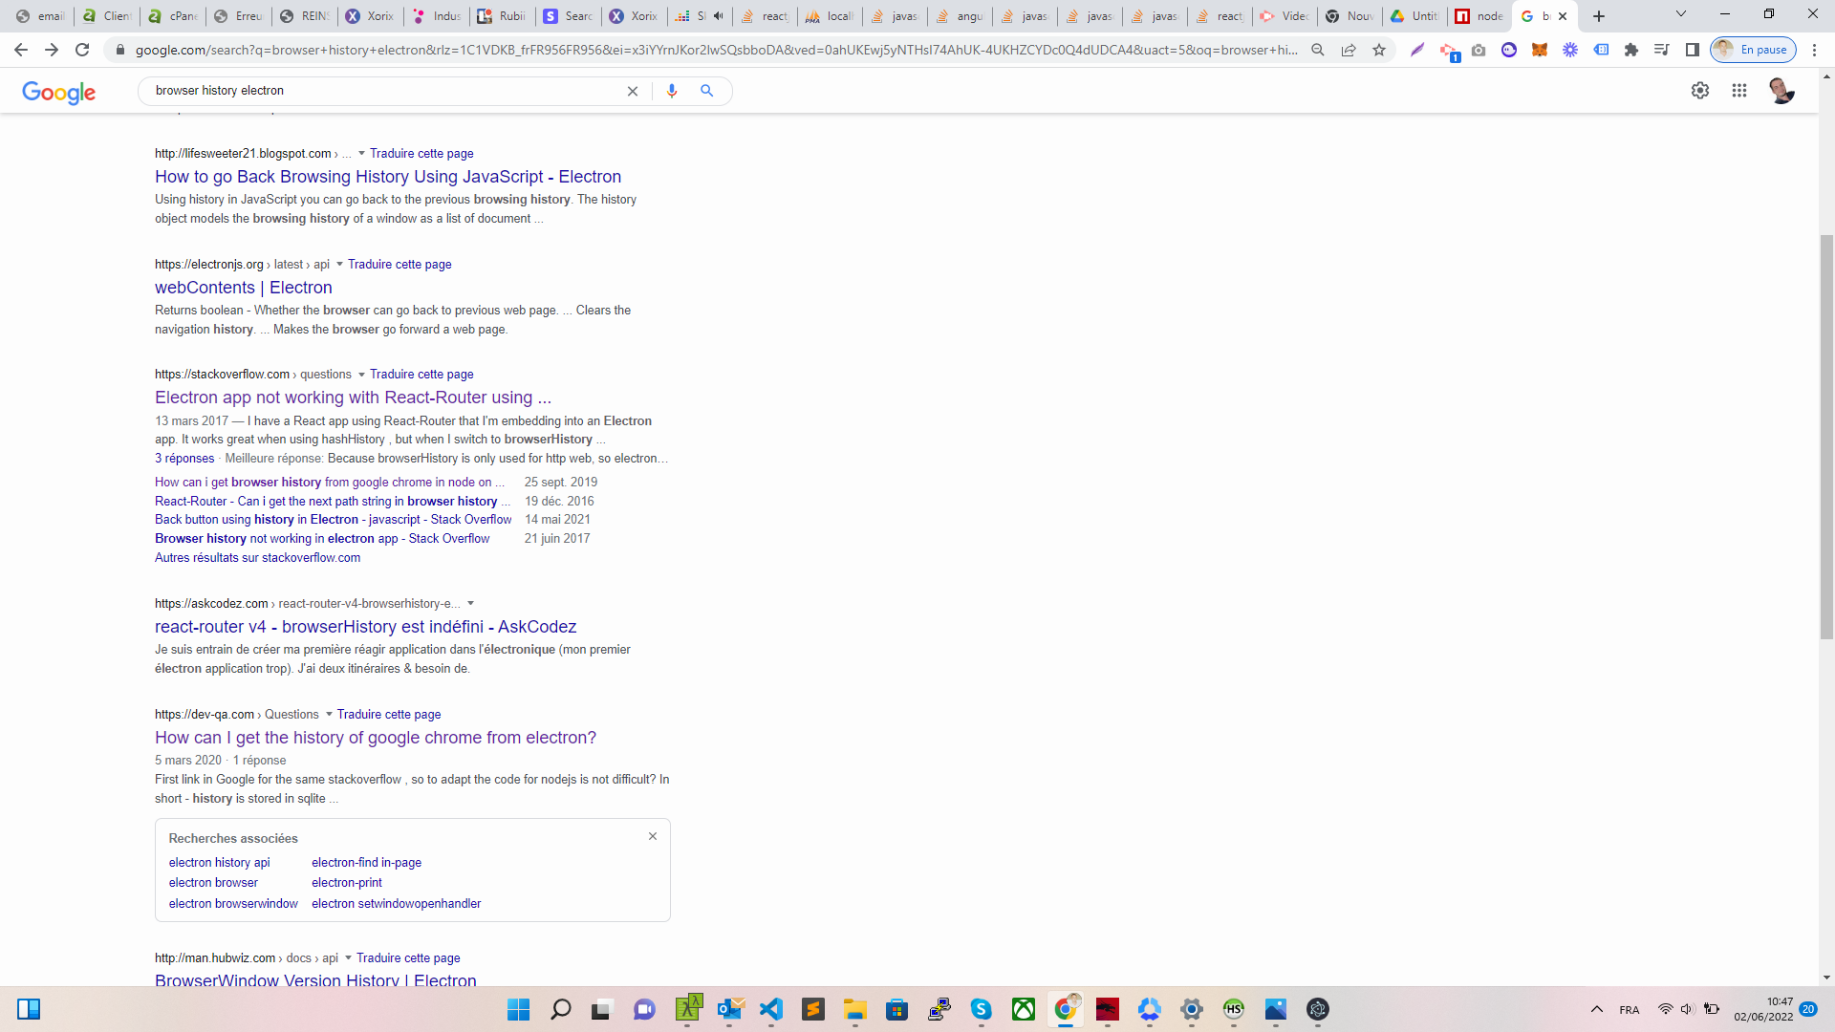 email
Client
cPane
Erreu
REINS
Xorix
Indus
Rubii
Searc
Xorix
SI
react
locall
javas
angu
javas
javas
javas
react
Videc
Nouv
Untitl
node
google.com/search?q=browser+history+electron&rlz=1C1VDKB_frFR956FR956&ei=x3iYYrnJKor2lwSQsbboDA&ved=0ahUKEwj5yNTHsI74AhUK-4UKHZCYDc0Q4dUDCA4&uact=5&oq=browser+hi...
1
En pause
Google
browser history electron
http://lifesweeter21.blogspot.com › ... Traduire cette page
How to go Back Browsing History Using JavaScript - Electron
Using history in JavaScript you can go back to the previous browsing history. The history
object models the browsing history of a window as a list of document ...
https://electronjs.org › latest › api Traduire cette page
webContents | Electron
Returns boolean - Whether the browser can go back to previous web page. ... Clears the
navigation history. ... Makes the browser go forward a web page.
https://stackoverflow.com › questions Traduire cette page
Electron app not working with React-Router using ...
13 mars 2017 — I have a React app using React-Router that I'm embedding into an Electron
app. It works great when using hashHistory , but when I switch to browserHistory ...
3 réponses · Meilleure réponse: Because browserHistory is only used for http web, so electron...
How can i get browser history from google chrome in node on ... 25 sept. 2019
React-Router - Can i get the next path string in browser history ... 19 déc. 2016
Back button using history in Electron - javascript - Stack Overflow 14 mai 2021
Browser history not working in electron app - Stack Overflow 21 juin 2017
Autres résultats sur stackoverflow.com
https://askcodez.com › react-router-v4-browserhistory-e...
react-router v4 - browserHistory est indéfini - AskCodez
Je suis entrain de créer ma première réagir application dans l'électronique (mon premier
électron application trop). J'ai deux itinéraires & besoin de.
https://dev-qa.com › Questions Traduire cette page
How can I get the history of google chrome from electron?
5 mars 2020 · 1 réponse
First link in Google for the same stackoverflow , so to adapt the code for nodejs is not difficult? In
short - history is stored in sqlite ...
Recherches associées
electron history api electron-find in-page
electron browser electron-print
electron browserwindow electron setwindowopenhandler
http://man.hubwiz.com › docs › api Traduire cette page
BrowserWindow Version History | Electron
FRA
10:47
02/06/2022
20